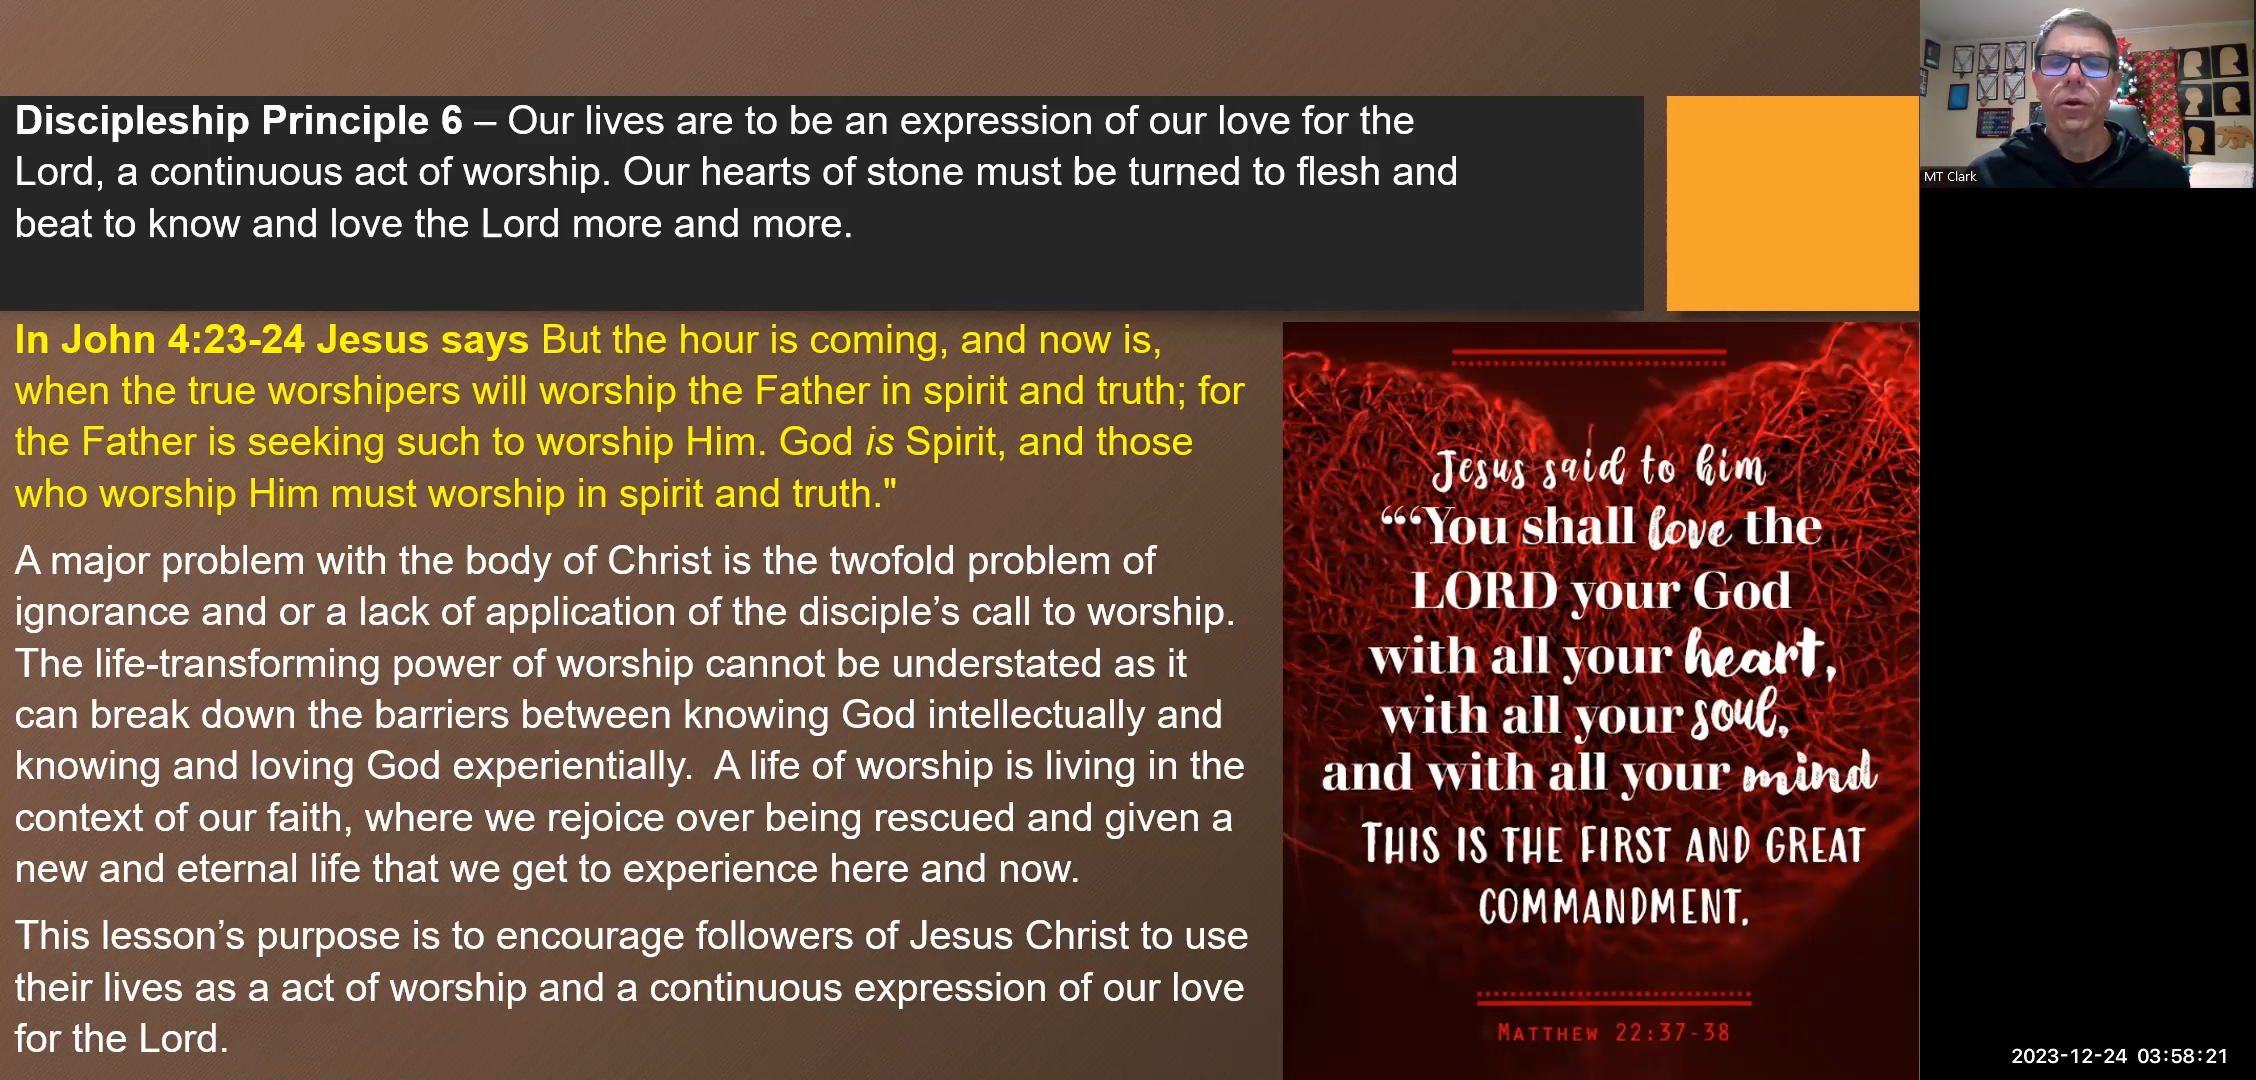 Discipleship Principle 6 – Our lives are to be an expression of our love for the
Lord, a continuous act of worship. Our hearts of stone must be turned to flesh and
beat to know and love the Lord more and more.
In John 4:23-24 Jesus says But the hour is coming, and now is,
when the true worshipers will worship the Father in spirit and truth; for
the Father is seeking such to worship Him. God is Spirit, and those
who worship Him must worship in spirit and truth."
A major problem with the body of Christ is the twofold problem of
ignorance and or a lack of application of the disciple’s call to worship.
The life-transforming power of worship cannot be understated as it
can break down the barriers between knowing God intellectually and
knowing and loving God experientially.  A life of worship is living in the
context of our faith, where we rejoice over being rescued and given a
new and eternal life that we get to experience here and now.
This lesson’s purpose is to encourage followers of Jesus Christ to use
their lives as a act of worship and a continuous expression of our love
for the Lord.
Jesus said to him
“‘You shall love the
LORD your God
with all your heart,
with all your soul,
and with all your mind
THIS IS THE FIRST AND GREAT
COMMANDMENT.
MATTHEW 22:37-38
MT Clark
2023-12-24 03:58:21